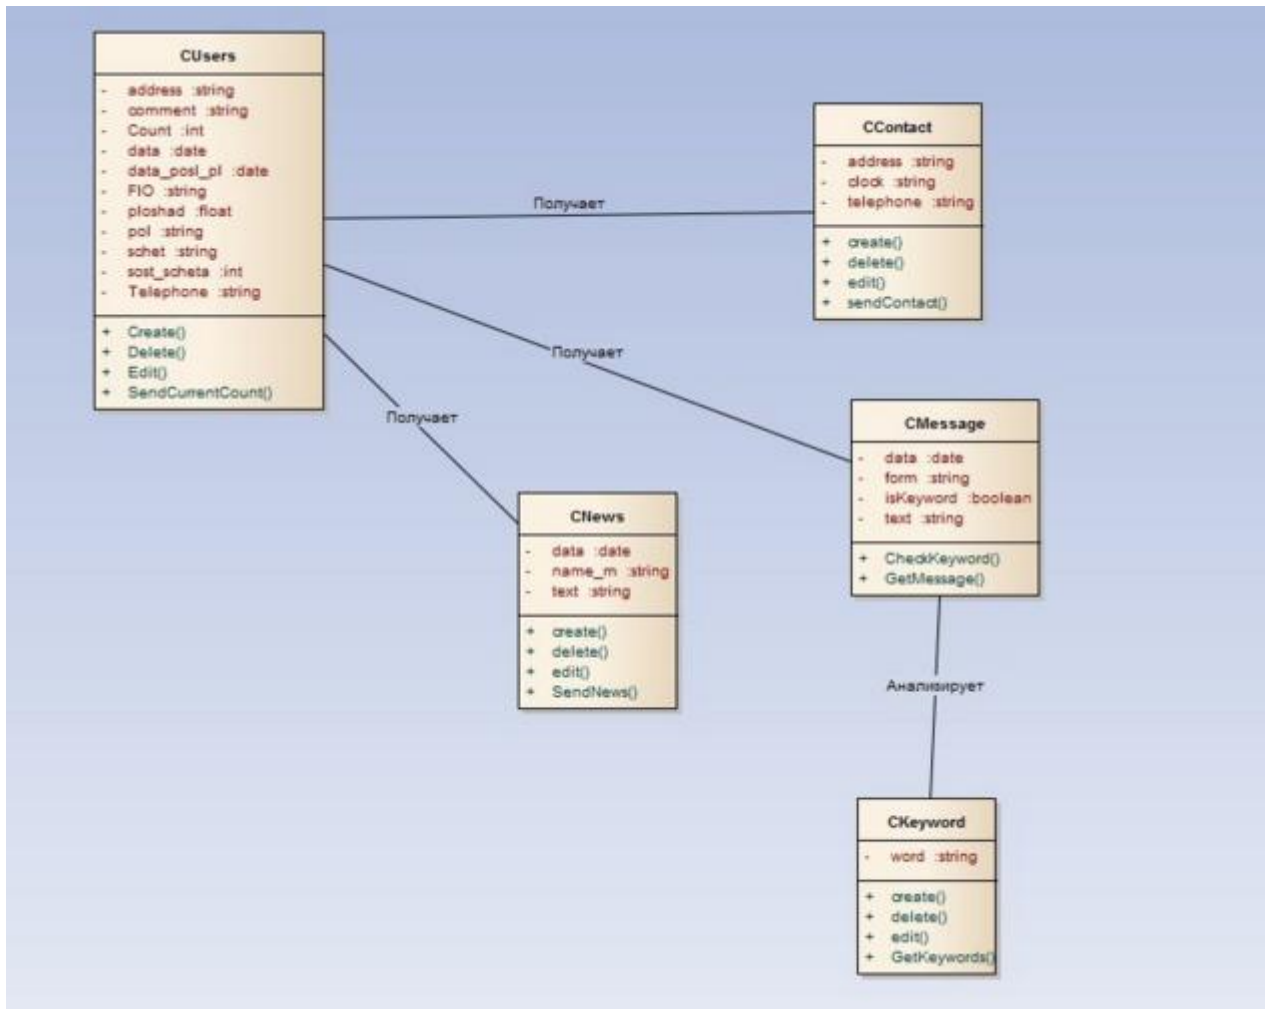 CUsers
- address :string
- comment :string
- Count :int
- data :date
- data_posl_pl :date
- FIO :string
- ploshad :float
- pol :string
- schet :string
- sost_scheta :int
- Telephone :string
+ Create()
+ Delete()
+ Edit()
+ SendCurrentCount()
Получает
CContact
- address :string
- clock :string
- telephone :string
+ create()
+ delete()
+ edit()
+ sendContact()
Получает
Получает
CMessage
- data :date
- form :string
- isKeyword :boolean
- text :string
+ CheckKeyword()
+ GetMessage()
CNews
- data :date
- name_m :string
- text :string
+ create()
+ delete()
+ edit()
+ SendNews()
Анализирует
CKeyword
- word :string
+ create()
+ delete()
+ edit()
+ GetKeywords()